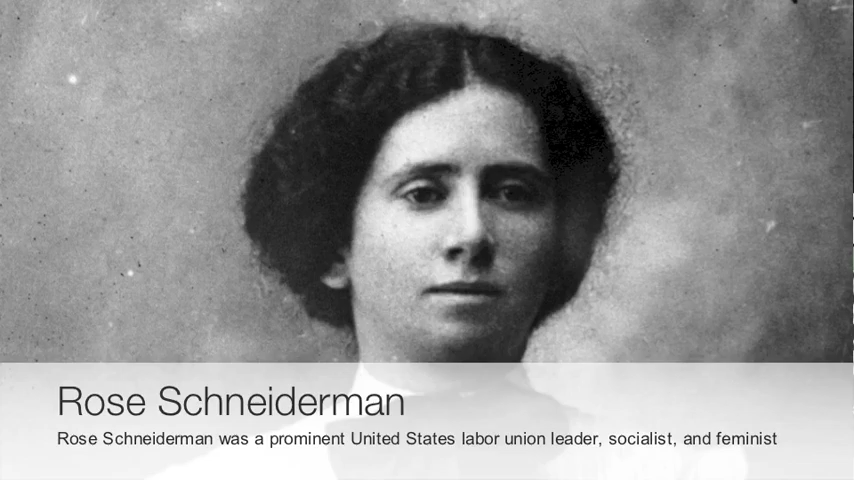 Rose Schneiderman
Rose Schneiderman was a prominent United States labor union leader, socialist, and feminist